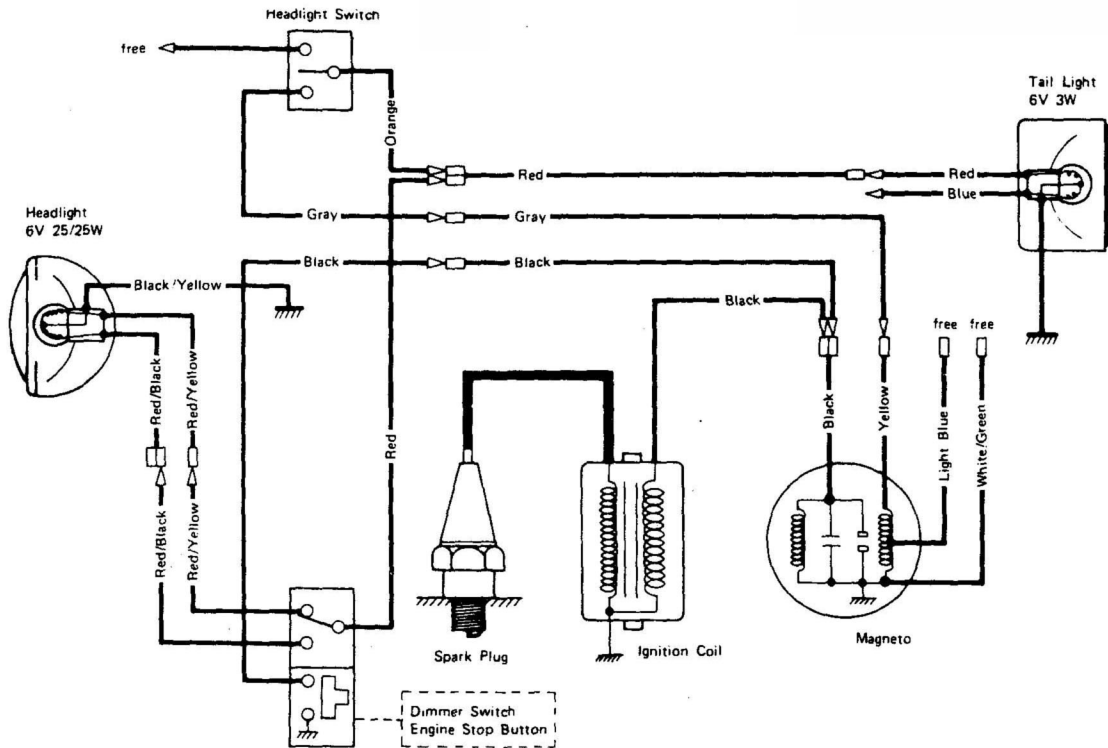 Headlight Switch
free
Orange
Tail Light
6V 3W
Red
Red
Blue
Gray
Gray
Headlight
6V 25/25W
Black
Black
Black/Yellow
Black
free
free
Red/Black
Red/Yellow
Red
Black
Yellow
Light Blue
White/Green
Red/Black
Red/Yellow
Spark Plug
Ignition Coil
Magneto
Dimmer Switch
Engine Stop Button